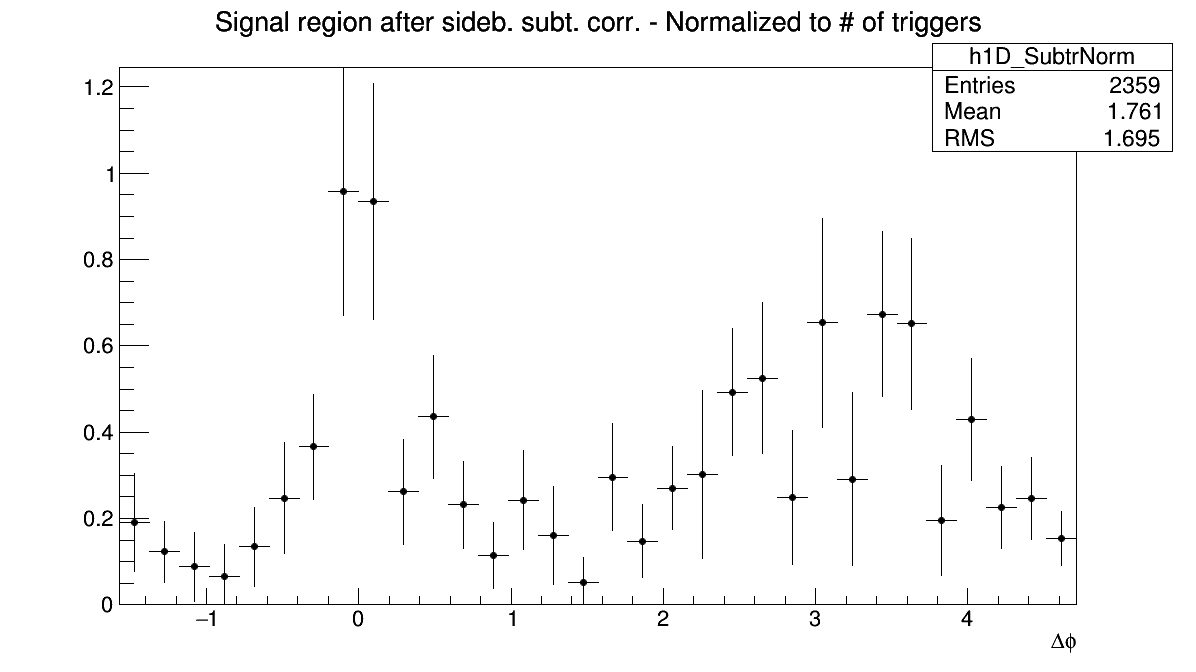 Signal region after sideb. subt. corr. - Normalized to # of triggers
h1D_SubtrNorm
Entries 2359
Mean 1.761
RMS 1.695
1.2
1
0.8
0.6
0.4
0.2
0
−1 0 1 2 3 4
Δϕ